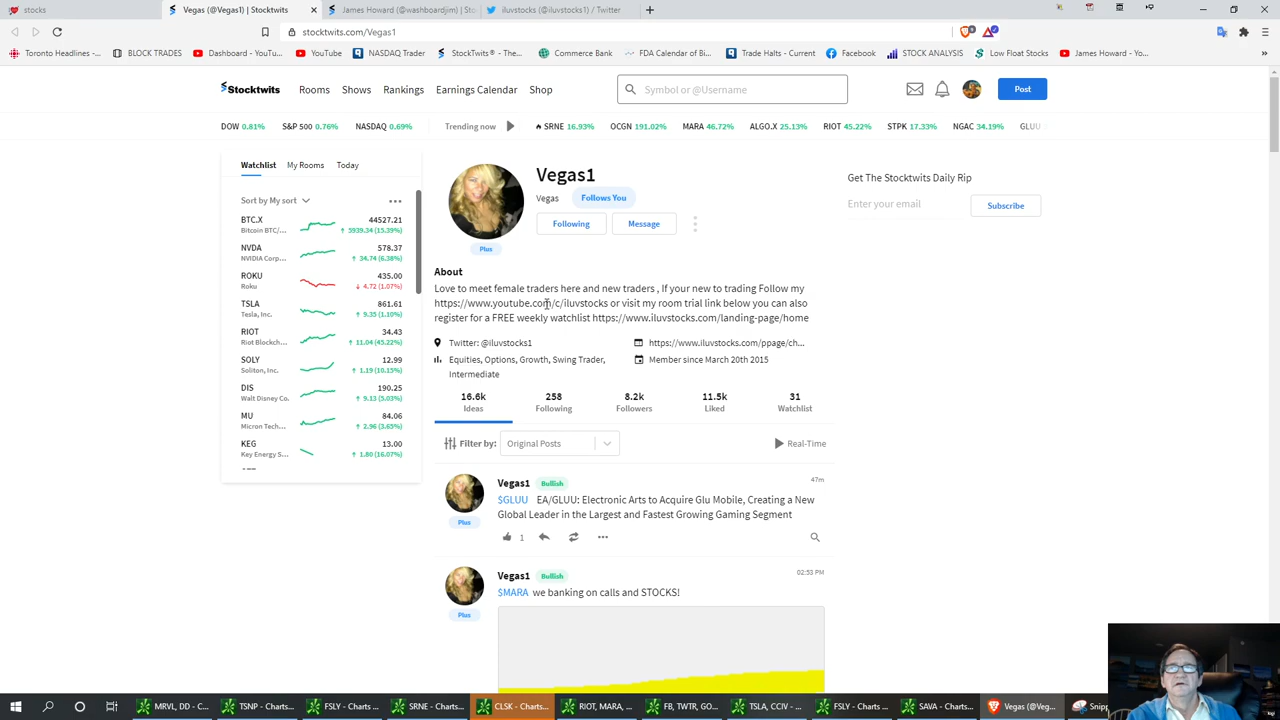 stocks
Vegas (@Vegas1) | Stocktwits
James Howard (@washboardjim) | Sto
iluvstocks (@iluvstocks1) / Twitter
stocktwits.com/Vegas1
Toronto Headlines...
BLOCK TRADES
Dashboard - YouTu...
YouTube
NASDAQ Trader
StockTwits® - The...
Commerce Bank
FDA Calendar of Bi...
Trade Halts - Current
Facebook
STOCK ANALYSIS
Low Float Stocks
James Howard - Yo...
Stocktwits
Rooms
Shows
Rankings
Earnings Calendar
Shop
Symbol or @Username
Post
DOW 0.81%
S&P 500 0.76%
NASDAQ 0.69%
Trending now
SRNE 16.93%
OCGN 191.02%
MARA 46.72%
ALGO.X 25.13%
RIOT 45.22%
STPK 17.33%
NGAC 34.19%
GLUU
Watchlist
My Rooms
Today
Sort by My sort
BTC.X 44527.21
Bitcoin BTC/... ↑ 5939.34 (15.39%)
NVDA 578.37
NVIDIA Corp... ↑ 34.74 (6.38%)
ROKU 435.00
Roku ↓ 4.72 (1.07%)
TSLA 861.61
Tesla, Inc. ↑ 9.35 (1.10%)
RIOT 34.43
Riot Blockch... ↑ 11.04 (45.22%)
SOLY 12.99
Soliton, Inc. ↑ 1.19 (10.15%)
DIS 190.25
Walt Disney Co. ↑ 9.13 (5.03%)
MU 84.06
Micron Tech... ↑ 2.96 (3.65%)
KEG 13.00
Key Energy S... ↑ 1.80 (16.07%)
Vegas1
Vegas
Follows You
Following
Message
Plus
About
Love to meet female traders here and new traders , If your new to trading Follow my
https://www.youtube.com/c/iluvstocks or visit my room trial link below you can also
register for a FREE weekly watchlist https://www.iluvstocks.com/landing-page/home
Twitter: @iluvstocks1
https://www.iluvstocks.com/ppage/ch...
Equities, Options, Growth, Swing Trader,
Intermediate
Member since March 20th 2015
16.6k
Ideas
258
Following
8.2k
Followers
11.5k
Liked
31
Watchlist
Filter by:
Original Posts
Real-Time
Vegas1 Bullish 47m
$GLUU EA/GLUU: Electronic Arts to Acquire Glu Mobile, Creating a New
Global Leader in the Largest and Fastest Growing Gaming Segment
Plus
1
Vegas1 Bullish 02:53 PM
$MARA we banking on calls and STOCKS!
Plus
Get The Stocktwits Daily Rip
Enter your email
Subscribe
MRVL, DD - C...
TSNP - Charts...
FSLY - Charts...
SRNE - Charts...
CLSK - Charts...
RIOT, MARA, ...
FB, TWTR, GO...
TSLA, CCIV - ...
FSLY - Charts...
SAVA - Charts...
Vegas (@Veg...
Snipp